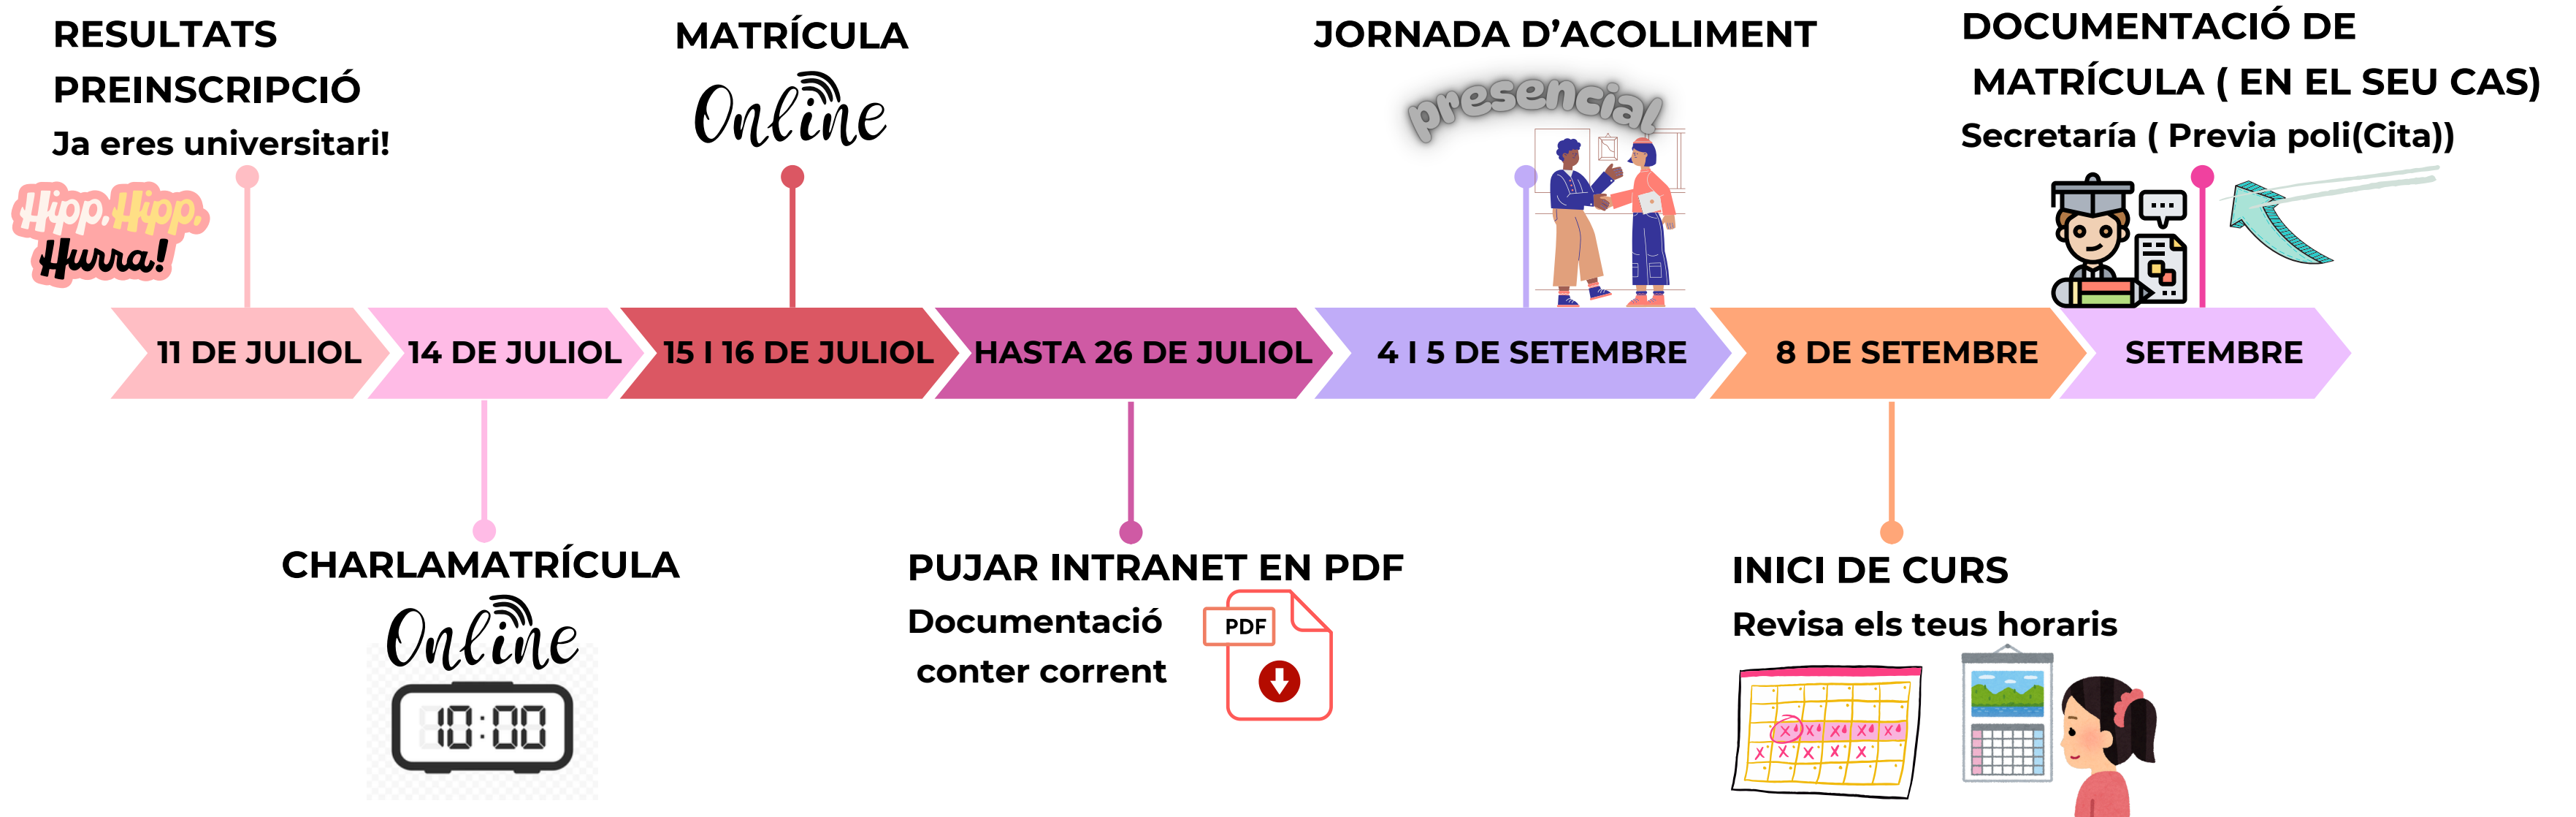 RESULTATS
PREINSCRIPCIÓ
Ja eres universitari!
Hipp, Hipp,
Hurra!
MATRÍCULA
Online
JORNADA D'ACOLLIMENT
presencial
DOCUMENTACIÓ DE
MATRÍCULA ( EN EL SEU CAS)
Secretaría ( Previa poli(Cita))
11 DE JULIOL
14 DE JULIOL
15 I 16 DE JULIOL
HASTA 26 DE JULIOL
4 I 5 DE SETEMBRE
8 DE SETEMBRE
SETEMBRE
CHARLAMATRÍCULA
Online
10:00
PUJAR INTRANET EN PDF
Documentació
conter corrent
PDF
INICI DE CURS
Revisa els teus horaris